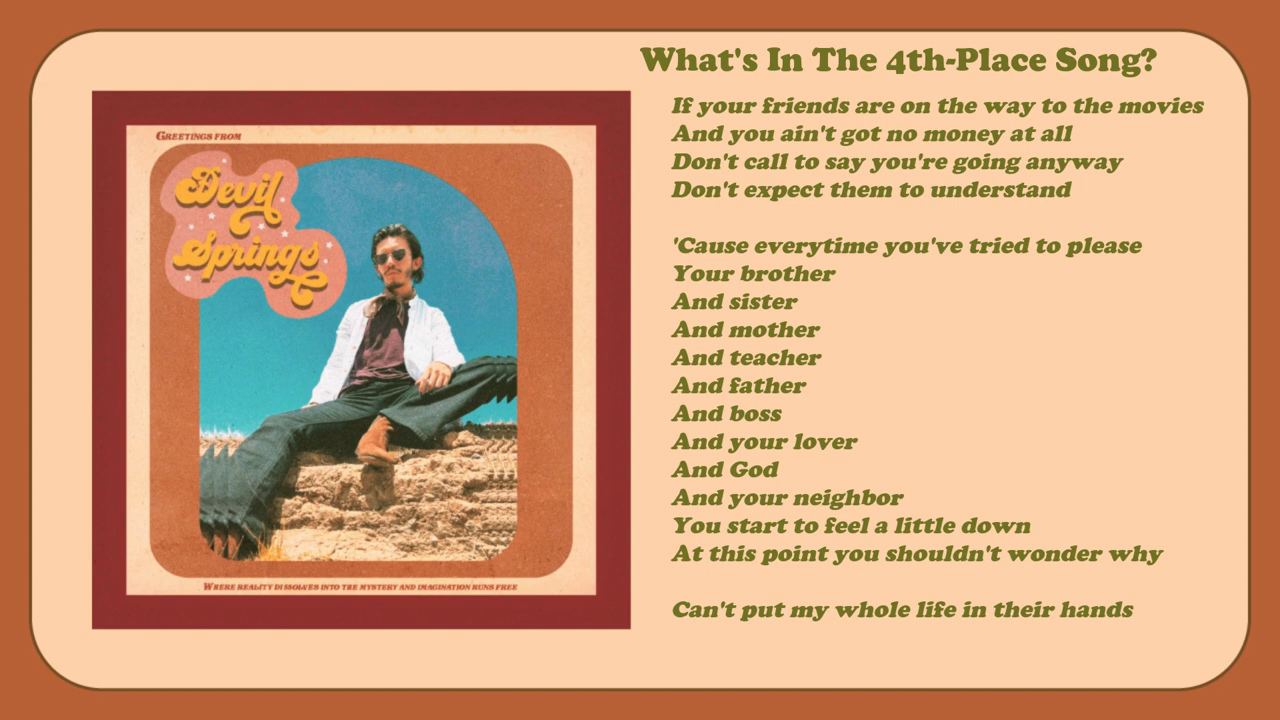 What's In The 4th-Place Song?
GREETINGS FROM
Devil
Springs
WHERE REALITY DISSOLVES INTO THE MYSTERY AND IMAGINATION RUNS FREE
If your friends are on the way to the movies
And you ain't got no money at all
Don't call to say you're going anyway
Don't expect them to understand
'Cause everytime you've tried to please
Your brother
And sister
And mother
And teacher
And father
And boss
And your lover
And God
And your neighbor
You start to feel a little down
At this point you shouldn't wonder why
Can't put my whole life in their hands